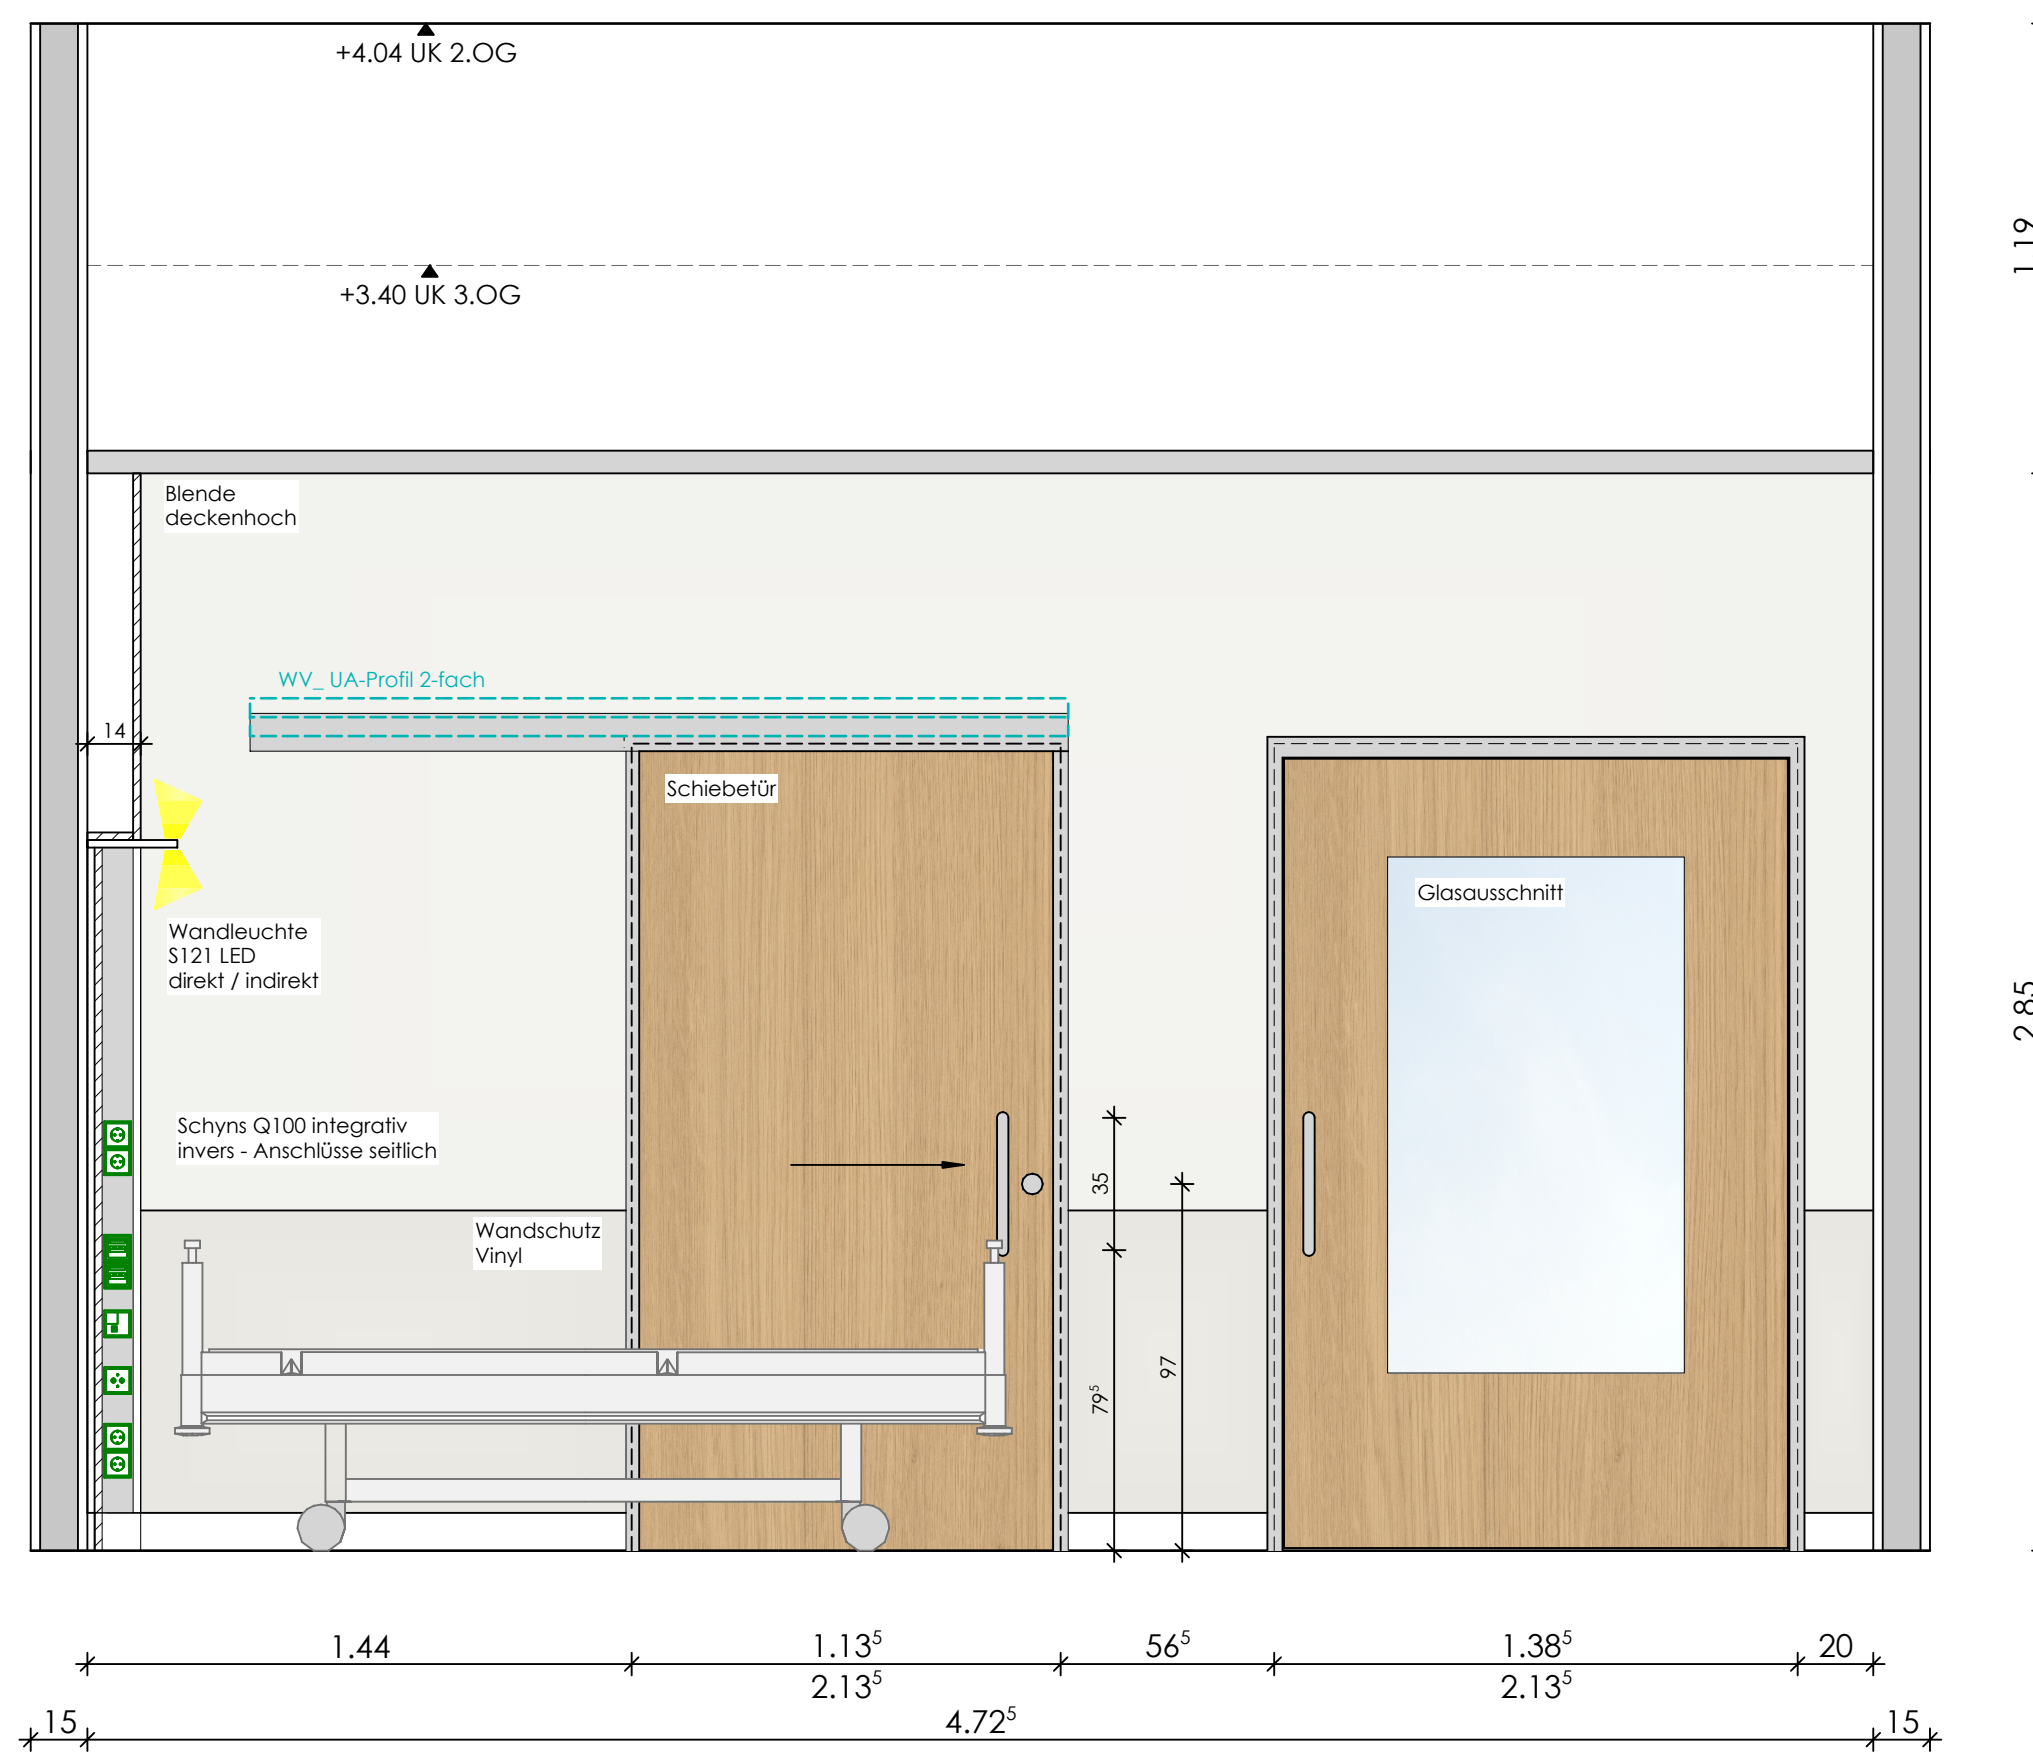 +4.04 UK 2.OG
+3.40 UK 3.OG
1.19
Blende
deckenhoch
WV_ UA-Profil 2-fach
14
Schiebetür
Glasausschnitt
Wandleuchte
S121 LED
direkt / indirekt
2.85
Schyns Q100 integrativ
invers - Anschlüsse seitlich
35
Wandschutz
Vinyl
97
79⁵
1.44
1.13⁵
56⁵
1.38⁵
20
2.13⁵
2.13⁵
15
4.72⁵
15